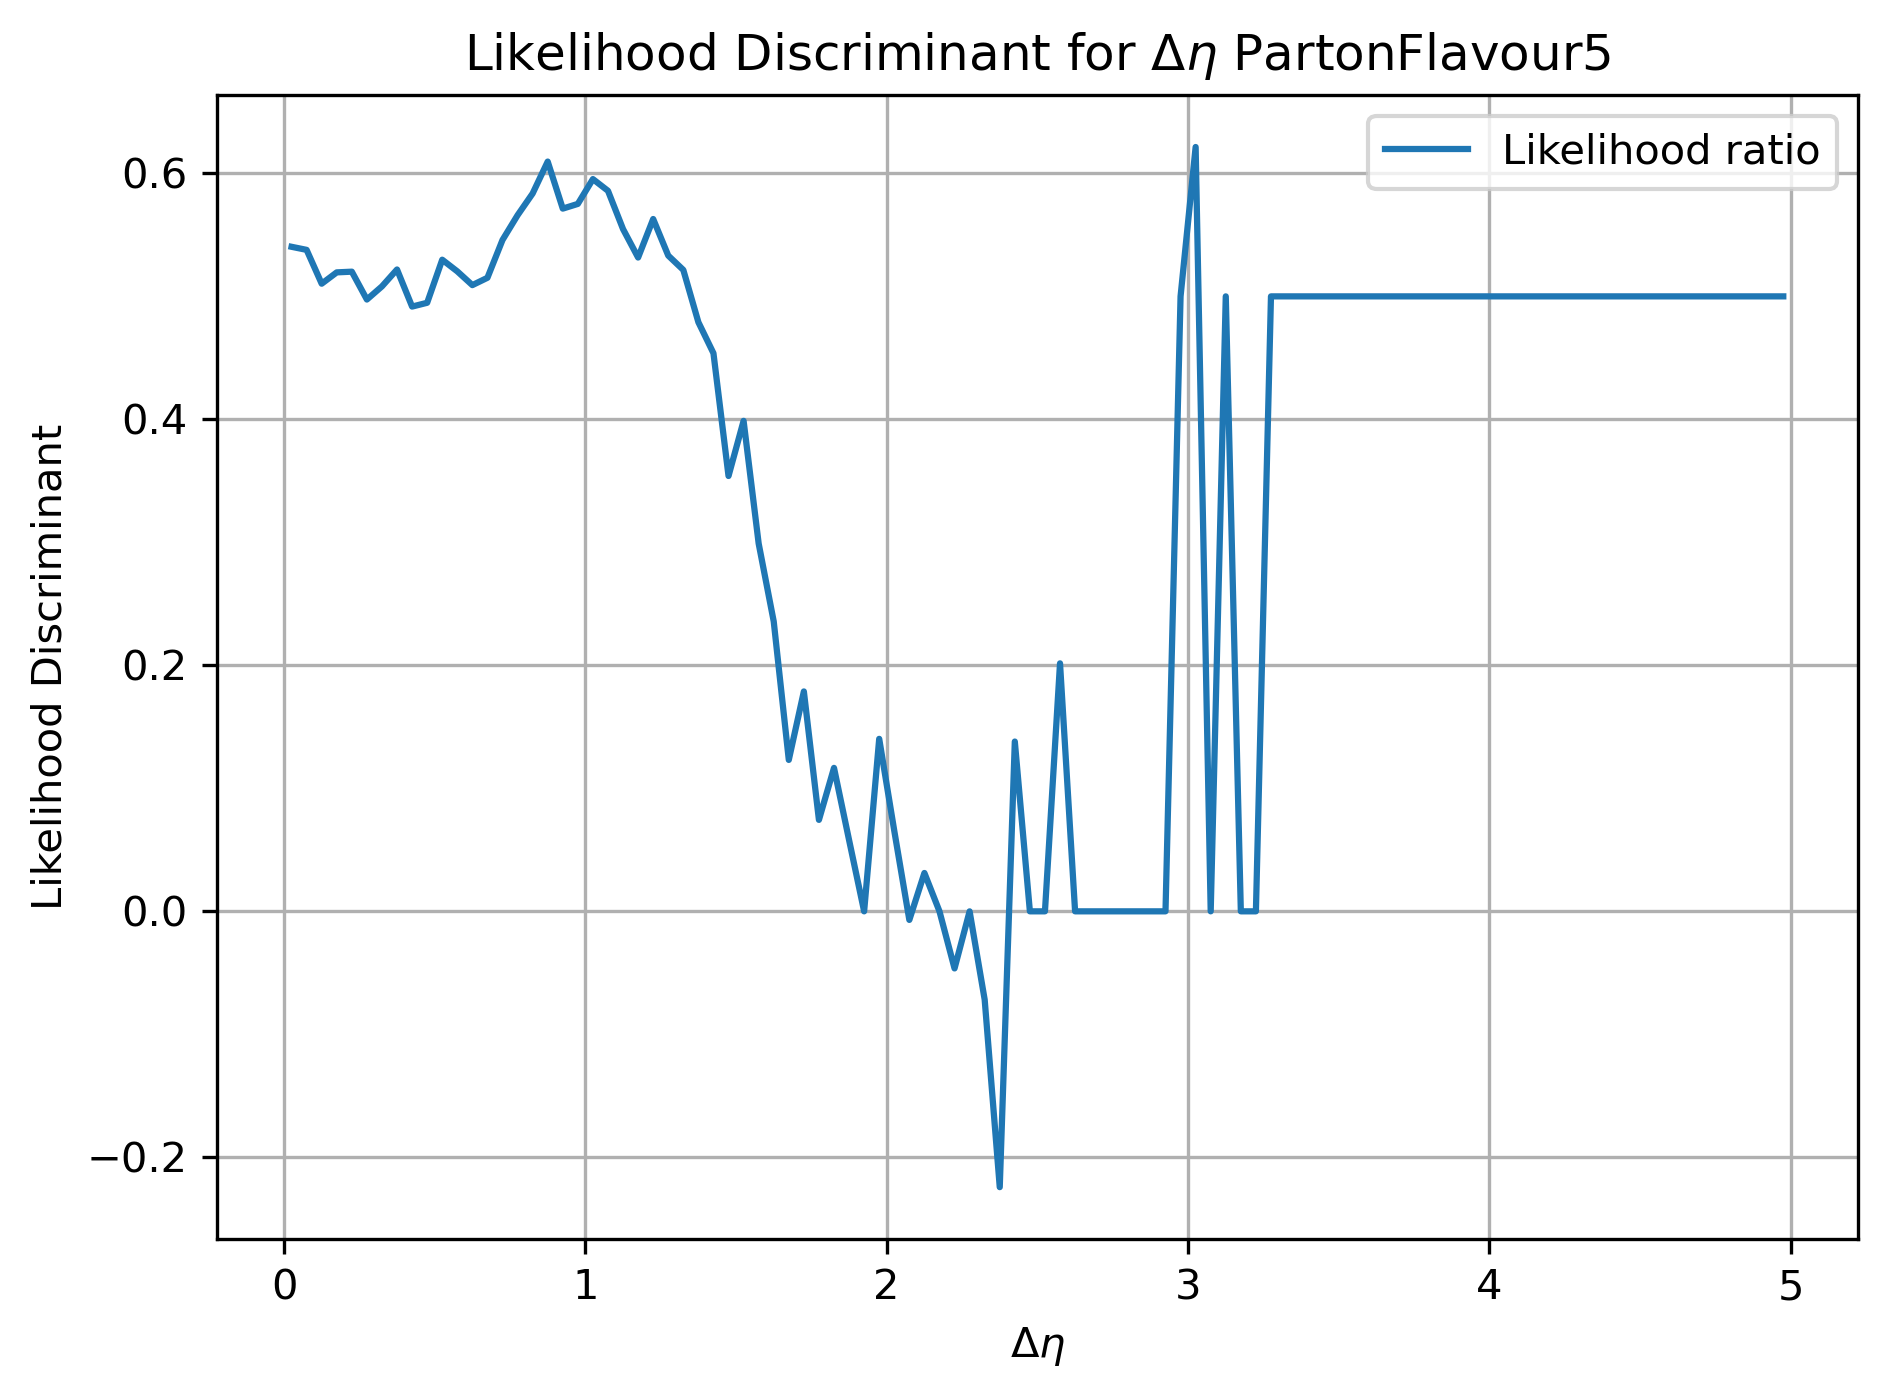 Likelihood Discriminant for Δη PartonFlavour5
Likelihood ratio
Likelihood Discriminant
0.6
0.4
0.2
0.0
−0.2
0 1 2 3 4 5
Δη